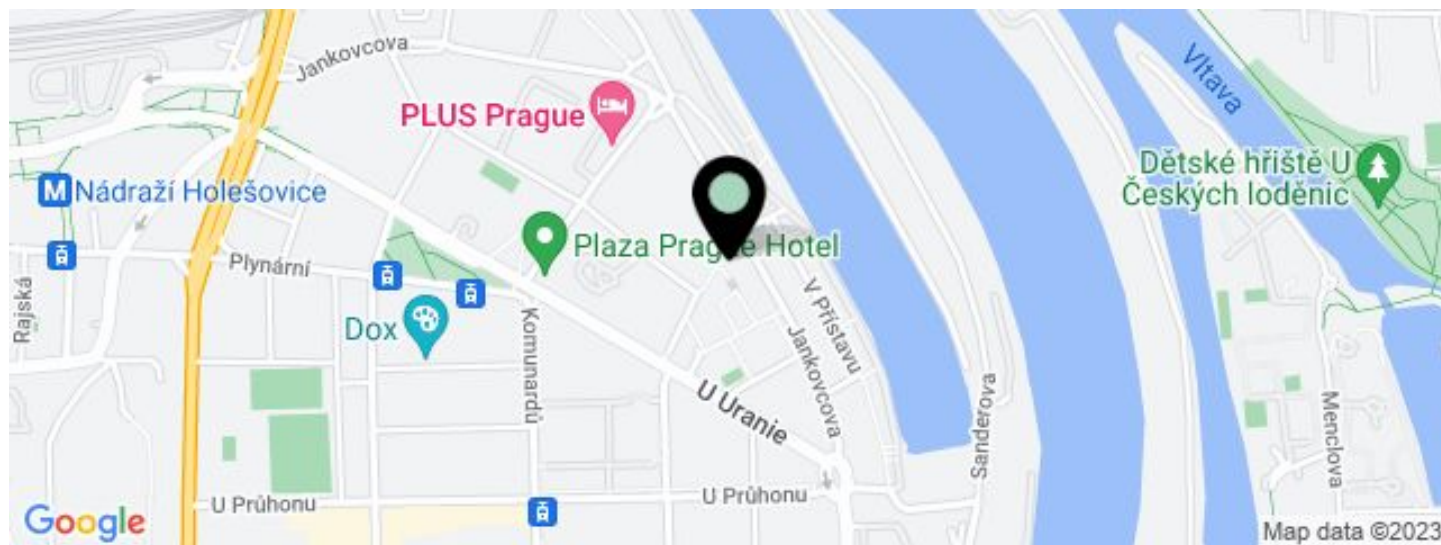 Jankovcova
PLUS Prague
Vltava
Dětské hřiště U
Českých loděnic
M
Nádraží Holešovice
Plaza Prague Hotel
Plynární
Rajská
Dox
Komunardů
V Přístavu
Jankovcova
U Uranie
Sanderova
Menclova
U Průhonu
U Průhonu
Google
Map data ©2023